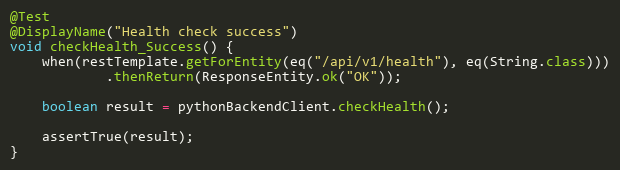 @Test
@DisplayName("Health check success")
void checkHealth_Success() {
    when(restTemplate.getForEntity(eq("/api/v1/health"), eq(String.class)))
            .thenReturn(ResponseEntity.ok("OK"));

    boolean result = pythonBackendClient.checkHealth();

    assertTrue(result);
}